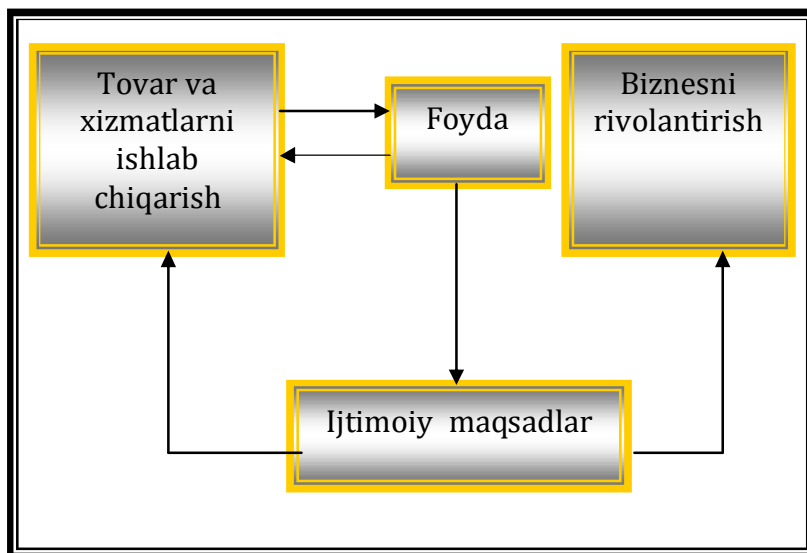 Tovar va
xizmatlarni
ishlab
chiqarish
Foyda
Biznesni
rivolantirish
Ijtimoiy maqsadlar